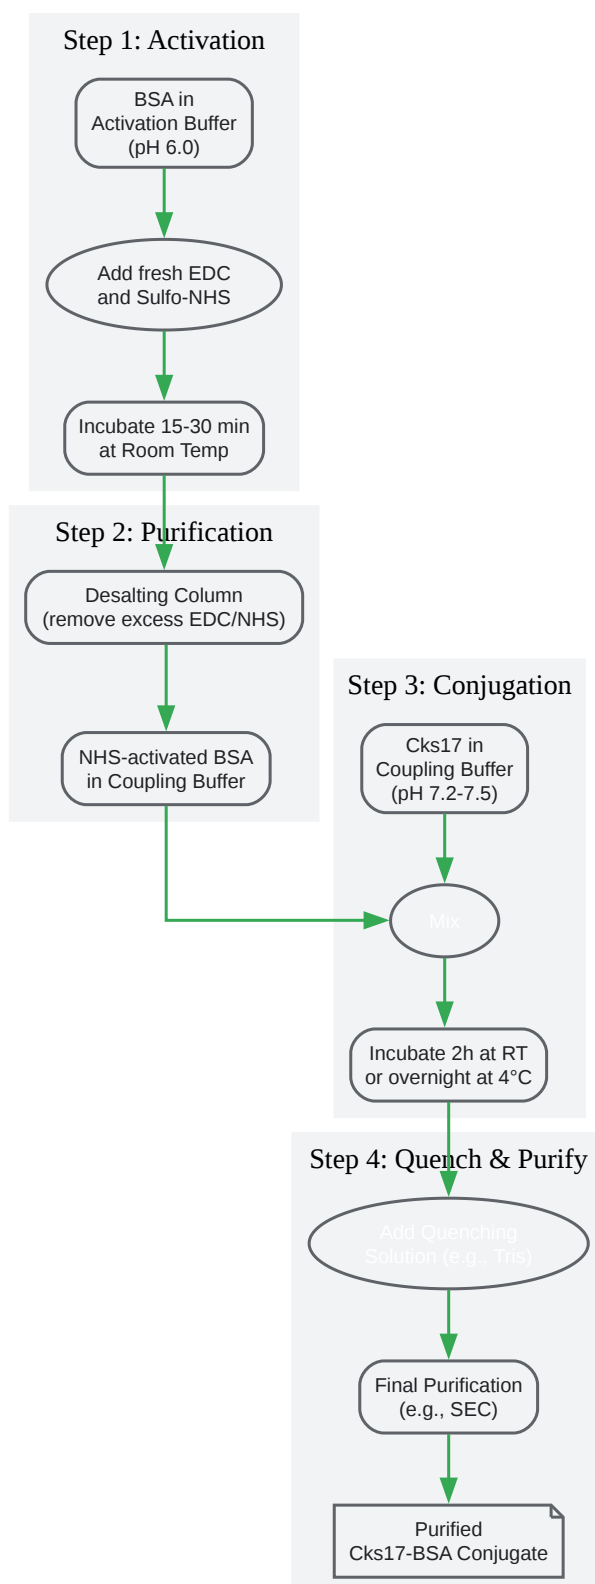 Step 1: Activation
BSA in
Activation Buffer
(pH 6.0)
Add fresh EDC
and Sulfo-NHS
Incubate 15-30 min
at Room Temp
Step 2: Purification
Desalting Column
(remove excess EDC/NHS)
NHS-activated BSA
in Coupling Buffer
Step 3: Conjugation
Cks17 in
Coupling Buffer
(pH 7.2-7.5)
Mix
Incubate 2h at RT
or overnight at 4°C
Step 4: Quench & Purify
Add Quenching
Solution (e.g., Tris)
Final Purification
(e.g., SEC)
Purified
Cks17-BSA Conjugate